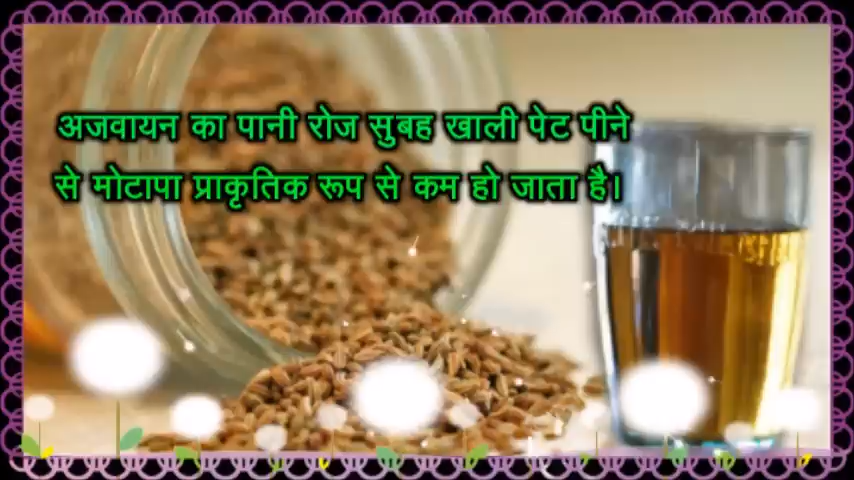 अजवायन का पानी रोज सुबह खाली पेट पीने
से मोटापा प्राकृतिक रूप से कम हो जाता है।